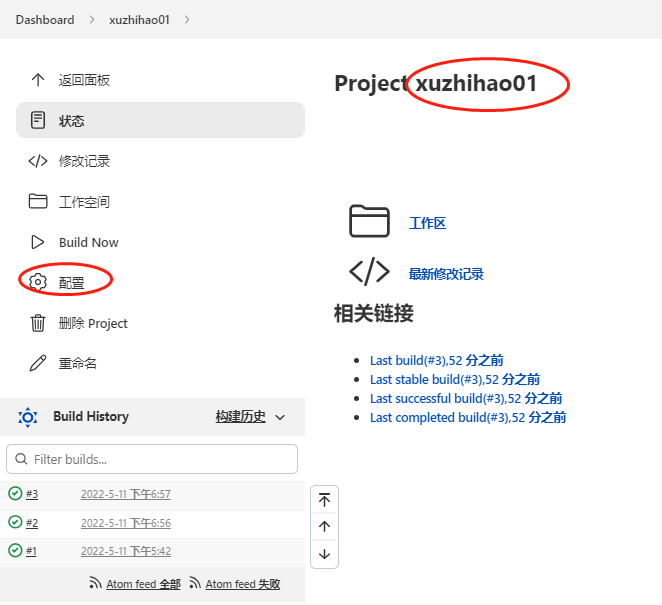 Dashboard
xuzhihao01
返回面板
状态
修改记录
工作空间
Build Now
配置
删除 Project
重命名
Build History
构建历史
Filter builds...
#3 2022-5-11 下午6:57
#2 2022-5-11 下午6:56
#1 2022-5-11 下午5:42
Atom feed 全部
Atom feed 失败
Project xuzhihao01
工作区
最新修改记录
相关链接
Last build(#3),52 分之前
Last stable build(#3),52 分之前
Last successful build(#3),52 分之前
Last completed build(#3),52 分之前